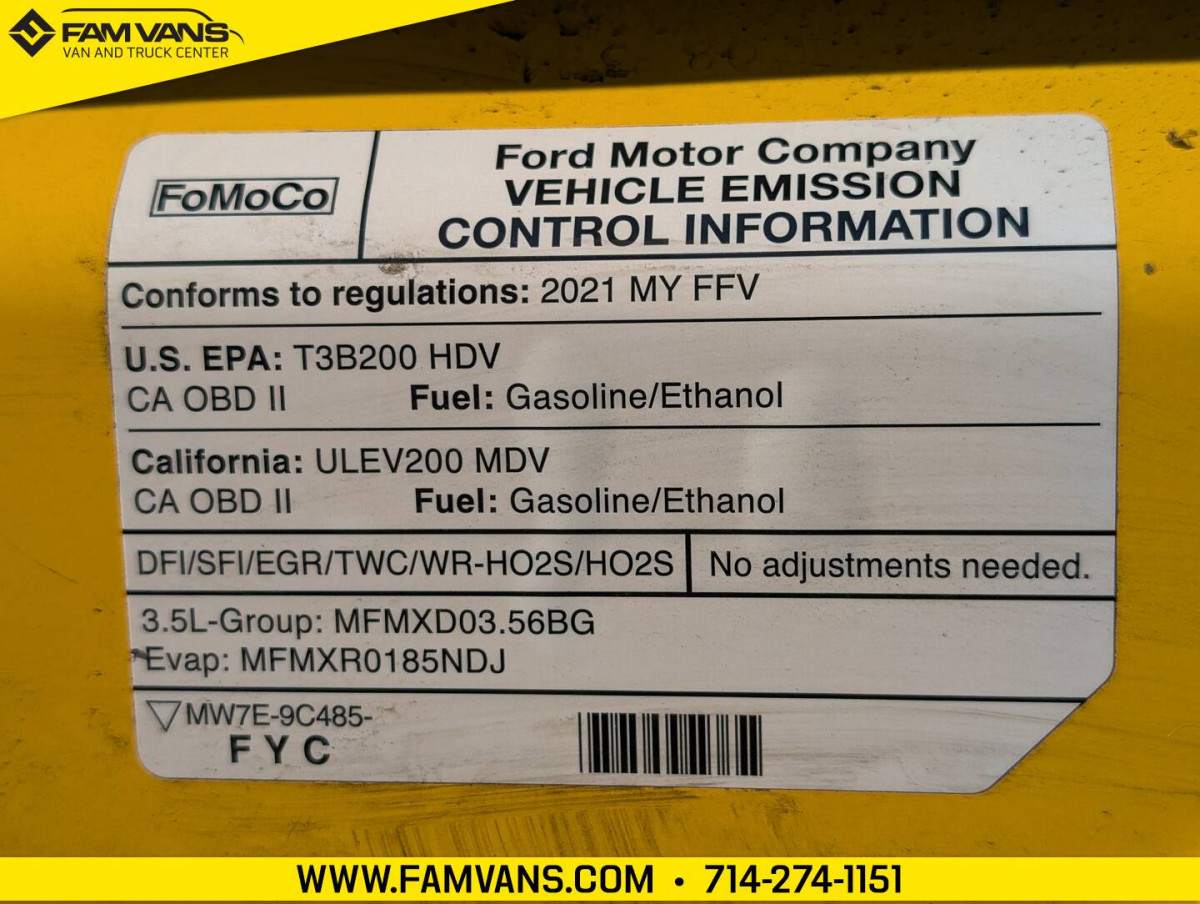 FAM VANS
VAN AND TRUCK CENTER
FoMoCo
Ford Motor Company
VEHICLE EMISSION
CONTROL INFORMATION
Conforms to regulations: 2021 MY FFV
U.S. EPA: T3B200 HDV
CA OBD II Fuel: Gasoline/Ethanol
California: ULEV200 MDV
CA OBD II Fuel: Gasoline/Ethanol
DFI/SFI/EGR/TWC/WR-HO2S/HO2S No adjustments needed.
3.5L-Group: MFMXD03.56BG
Evap: MFMXR0185NDJ
MW7E-9C485-
F Y C
WWW.FAMVANS.COM • 714-274-1151